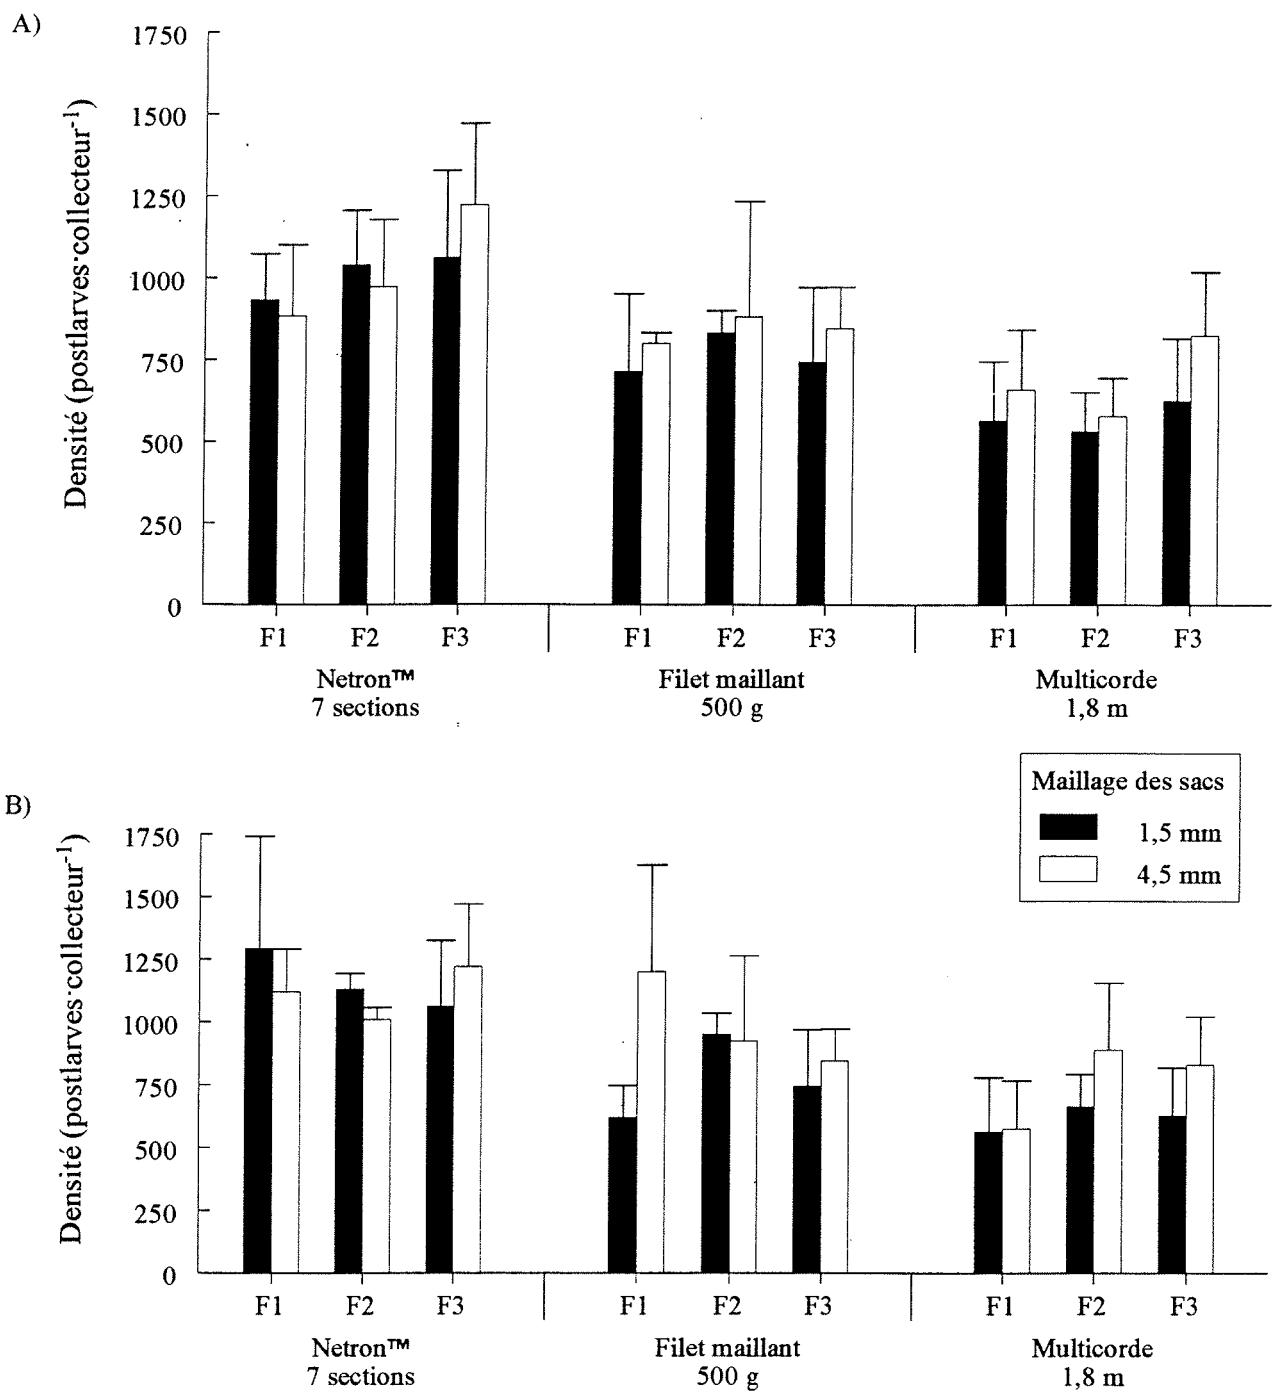 A)
Densité (postlarves·collecteur⁻¹)
1750
1500
1250
1000
750
500
250
0
F1 F2 F3 F1 F2 F3 F1 F2 F3
Netron™ Filet maillant Multicorde
7 sections 500 g 1,8 m
Maillage des sacs
1,5 mm
4,5 mm
B)
Densité (postlarves·collecteur⁻¹)
1750
1500
1250
1000
750
500
250
0
F1 F2 F3 F1 F2 F3 F1 F2 F3
Netron™ Filet maillant Multicorde
7 sections 500 g 1,8 m